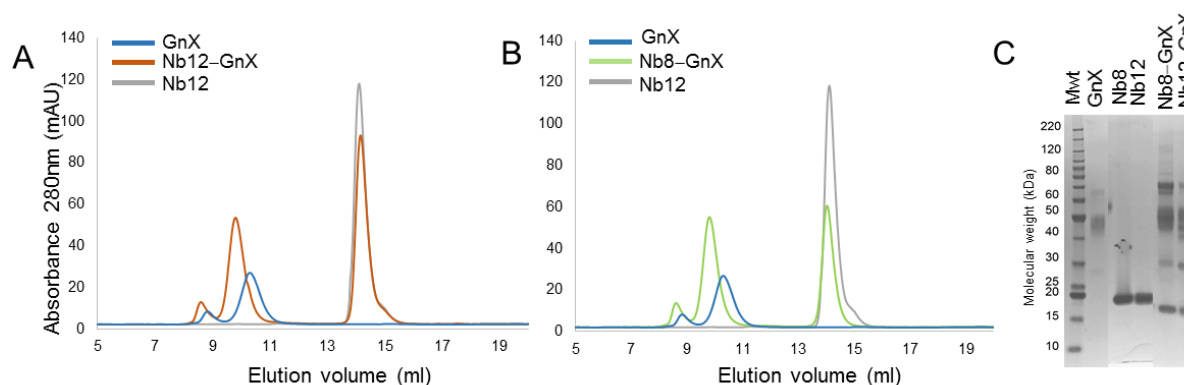 A
GnX
Nb12–GnX
Nb12
Absorbance 280nm (mAU)
140
120
100
80
60
40
20
0
5 7 9 11 13 15 17 19
Elution volume (ml)
B
GnX
Nb8–GnX
Nb12
140
120
100
80
60
40
20
0
5 7 9 11 13 15 17 19
Elution volume (ml)
C
Mwt
GnX
Nb8
Nb12
Nb8–GnX
Nb12–GnX
Molecular weight (kDa)
220
120
60
50
40
30
25
20
15
10